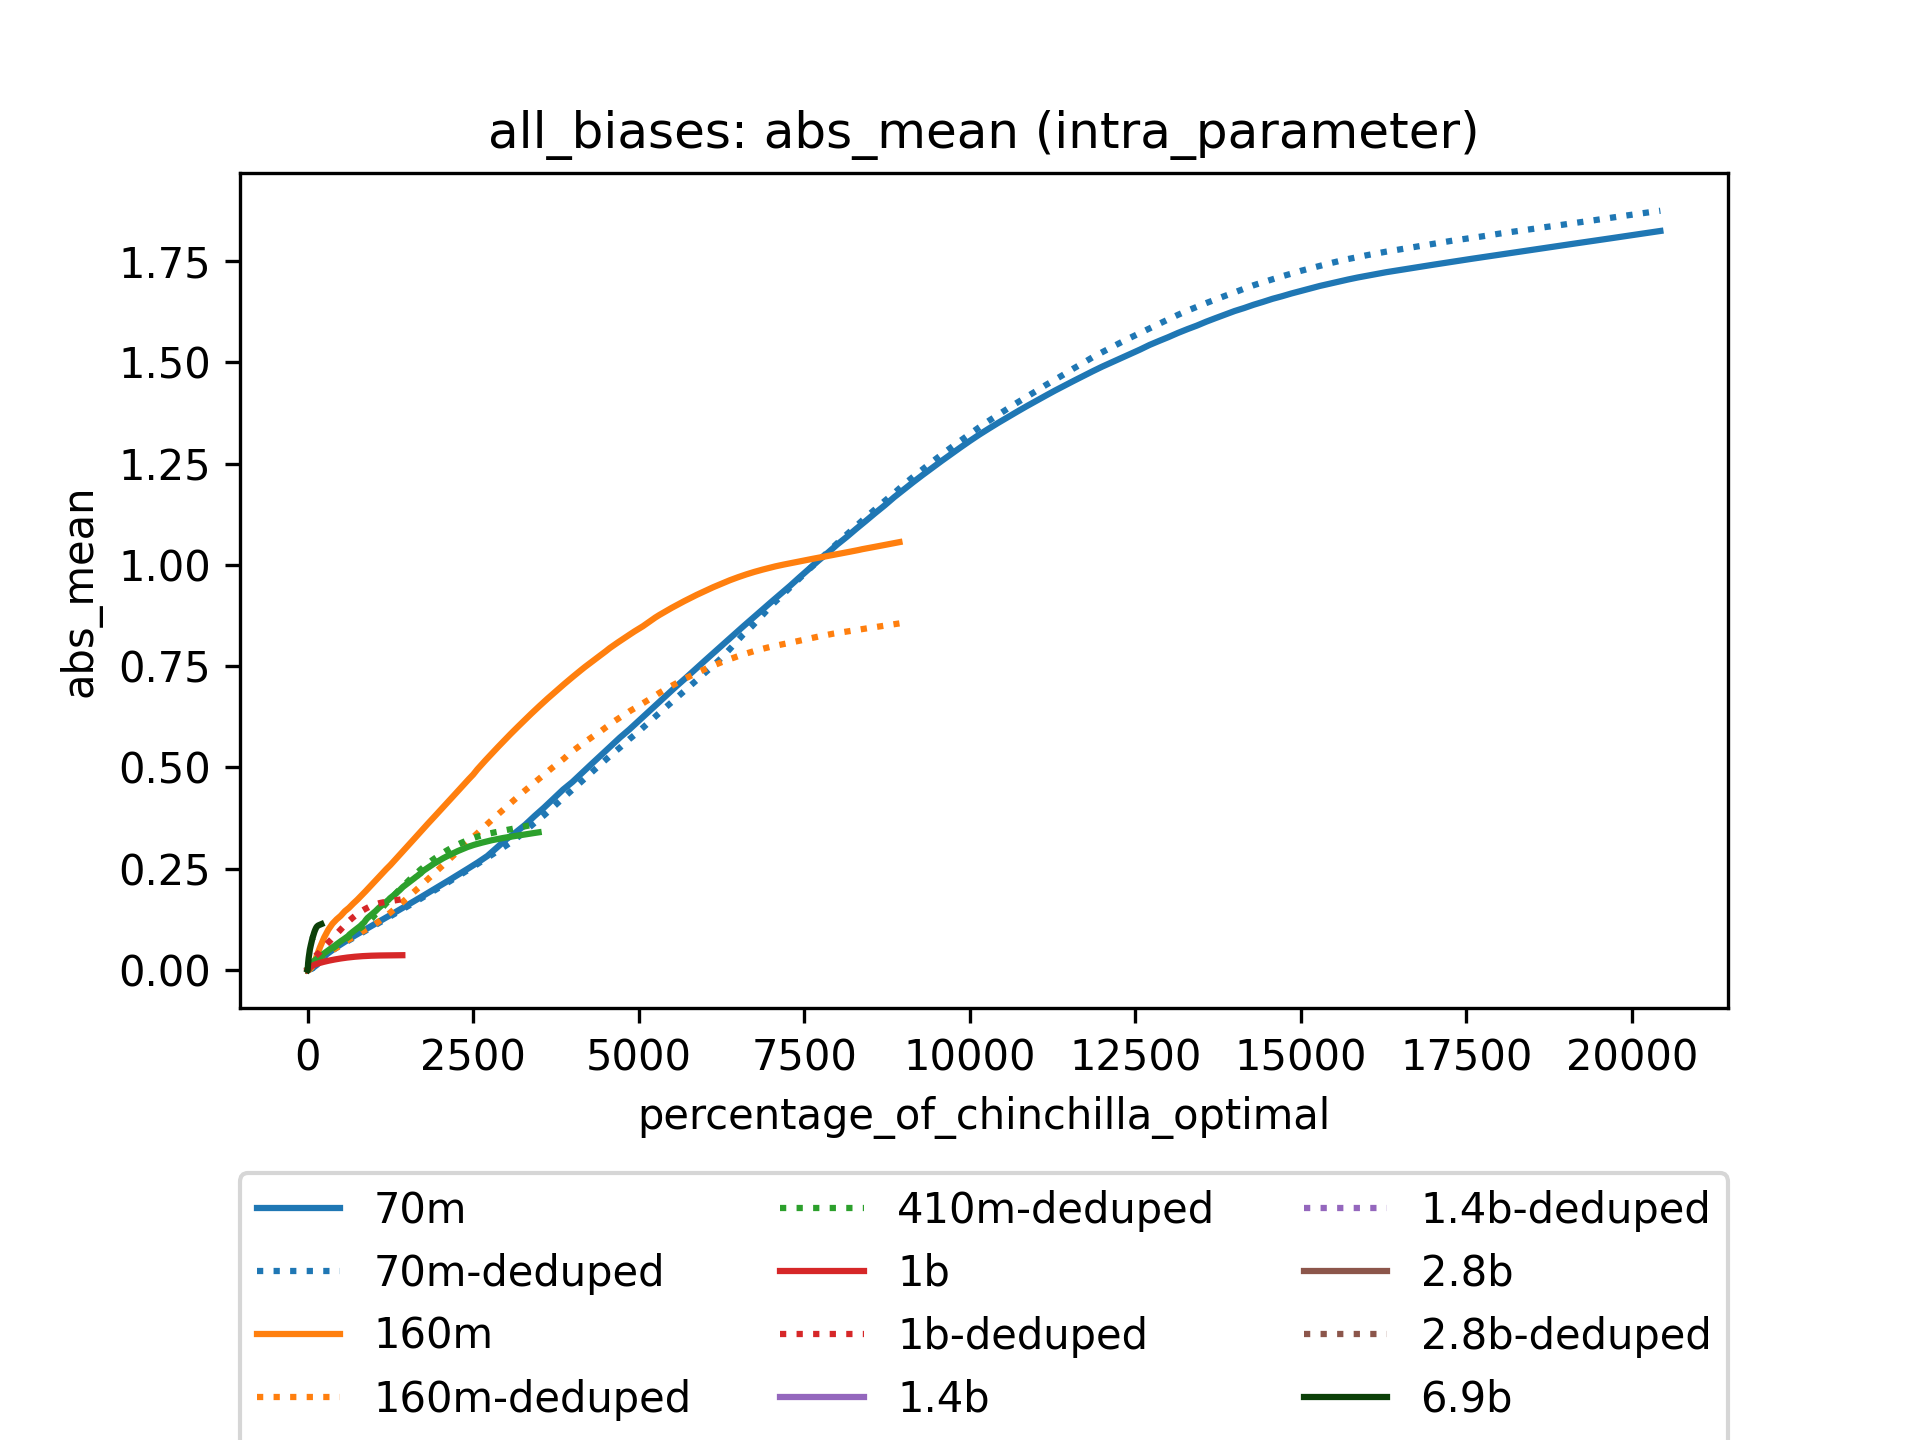 all_biases: abs_mean (intra_parameter)
abs_mean
1.75
1.50
1.25
1.00
0.75
0.50
0.25
0.00
0 2500 5000 7500 10000 12500 15000 17500 20000
percentage_of_chinchilla_optimal
70m
70m-deduped
160m
160m-deduped
410m-deduped
1b
1b-deduped
1.4b
1.4b-deduped
2.8b
2.8b-deduped
6.9b